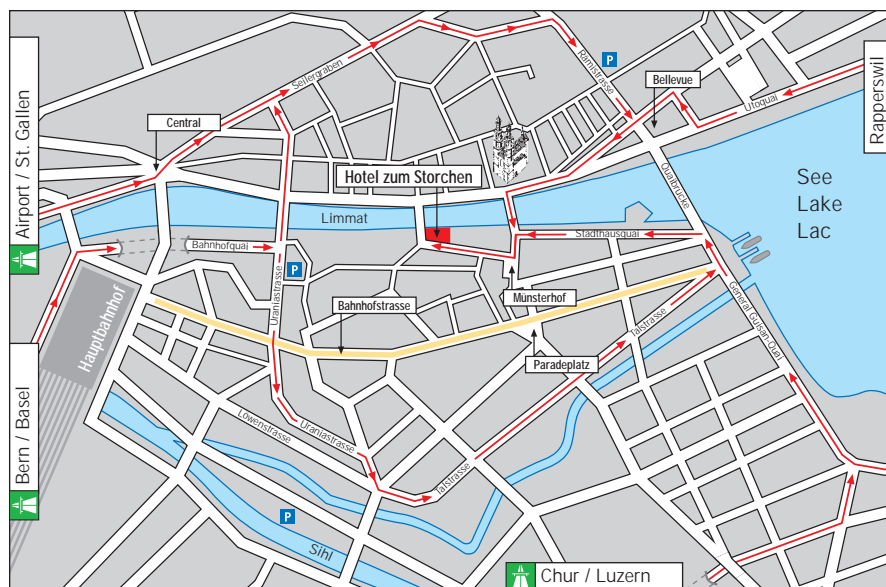 Airport / St. Gallen
Bern / Basel
Rapperswil
Chur / Luzern
Seilergraben
Rämistrasse
P
Bellevue
Utoquai
Central
Hotel zum Storchen
Limmat
Quaibrücke
See
Lake
Lac
Bahnhofquai
Stadthausquai
P
Uraniastrasse
Münsterhof
Hauptbahnhof
Bahnhofstrasse
Talstrasse
General Guisan-Quai
Paradeplatz
Löwenstrasse
Uraniastrasse
Talstrasse
P
Sihl